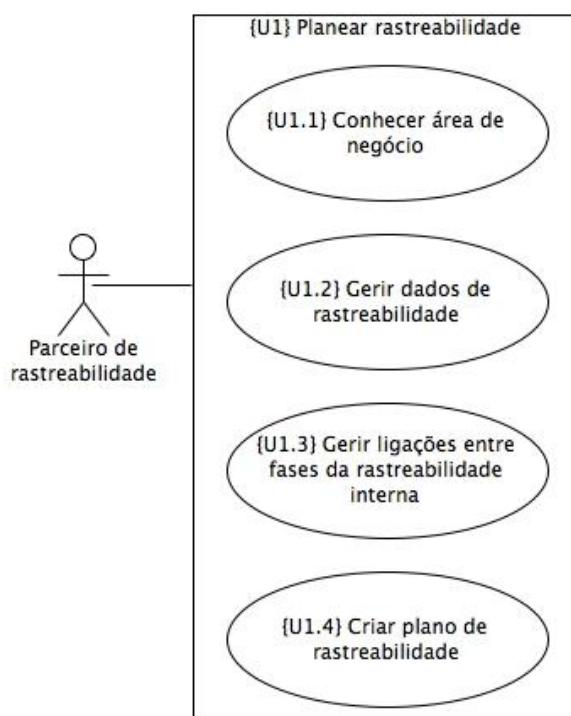 {U1} Planear rastreabilidade
{U1.1} Conhecer área de
negócio
{U1.2} Gerir dados de
rastreabilidade
Parceiro de
rastreabilidade
{U1.3} Gerir ligações entre
fases da rastreabilidade
interna
{U1.4} Criar plano de
rastreabilidade